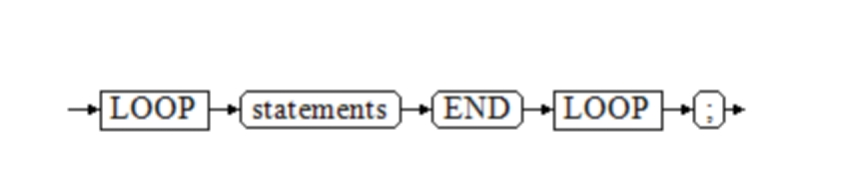 LOOP statements END LOOP ;